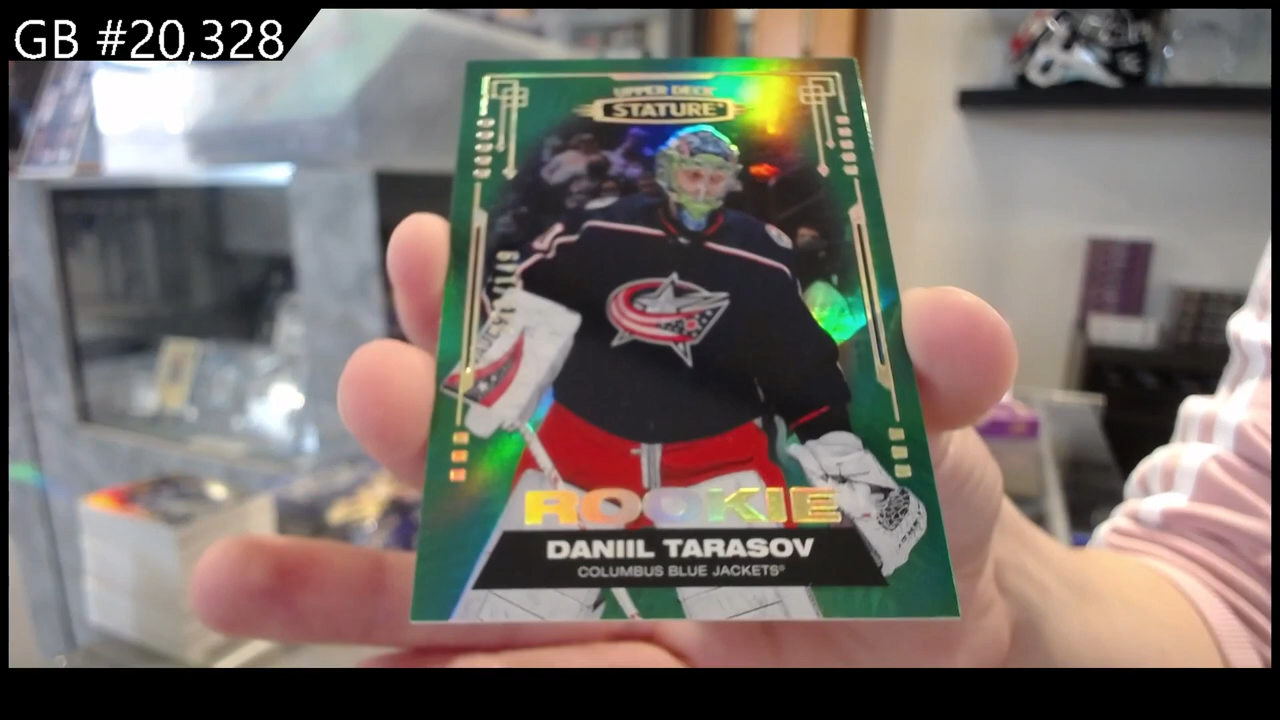 GB #20,328
UPPER DECK
STATURE
ROOKIE
DANIIL TARASOV
COLUMBUS BLUE JACKETS®